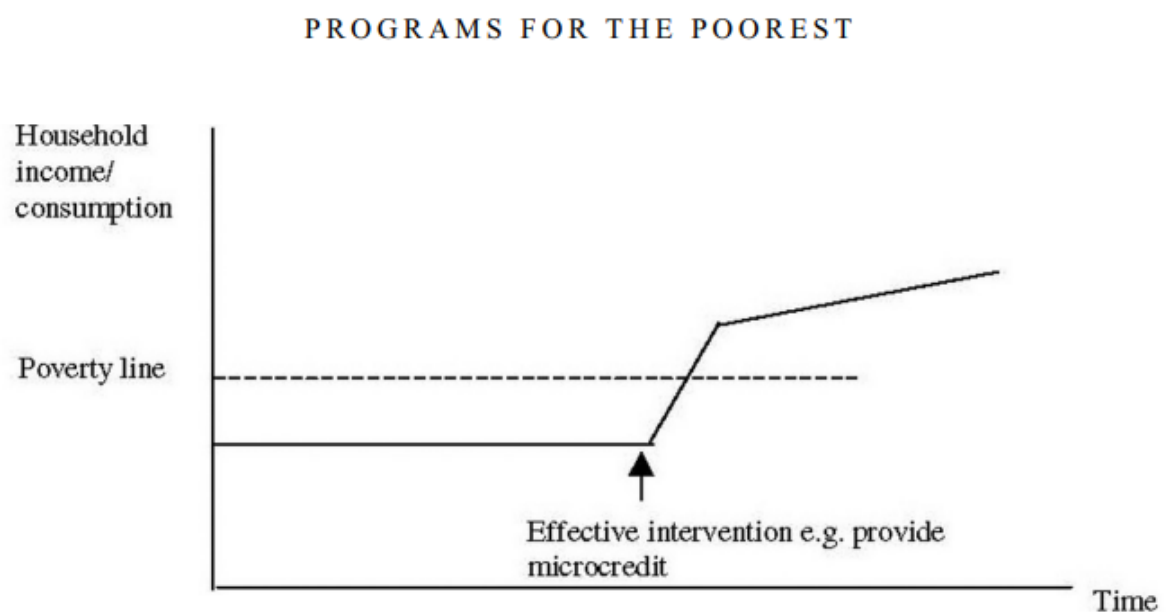 PROGRAMS FOR THE POOREST
Household
income/
consumption
Poverty line
Effective intervention e.g. provide
microcredit
Time